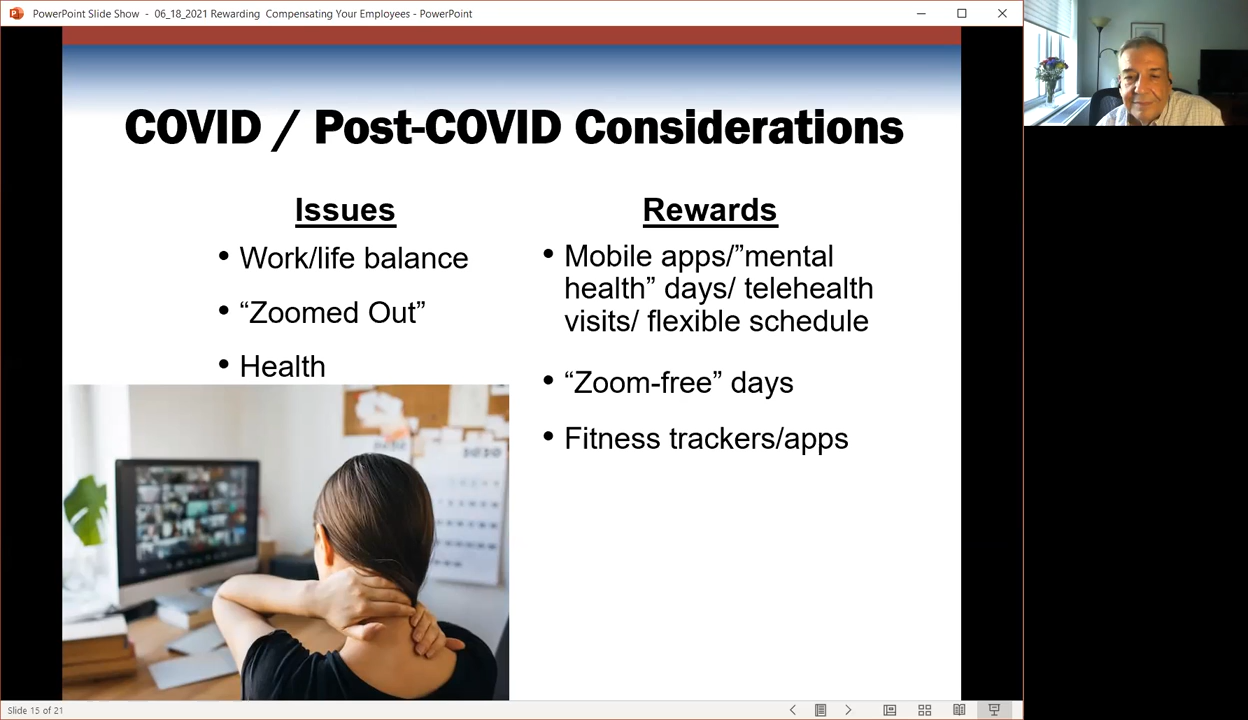 PowerPoint Slide Show - 06_18_2021 Rewarding Compensating Your Employees - PowerPoint
COVID / Post-COVID Considerations
Issues
• Work/life balance
• “Zoomed Out”
• Health
Rewards
• Mobile apps/”mental
health” days/ telehealth
visits/ flexible schedule
• “Zoom-free” days
• Fitness trackers/apps
Slide 15 of 21